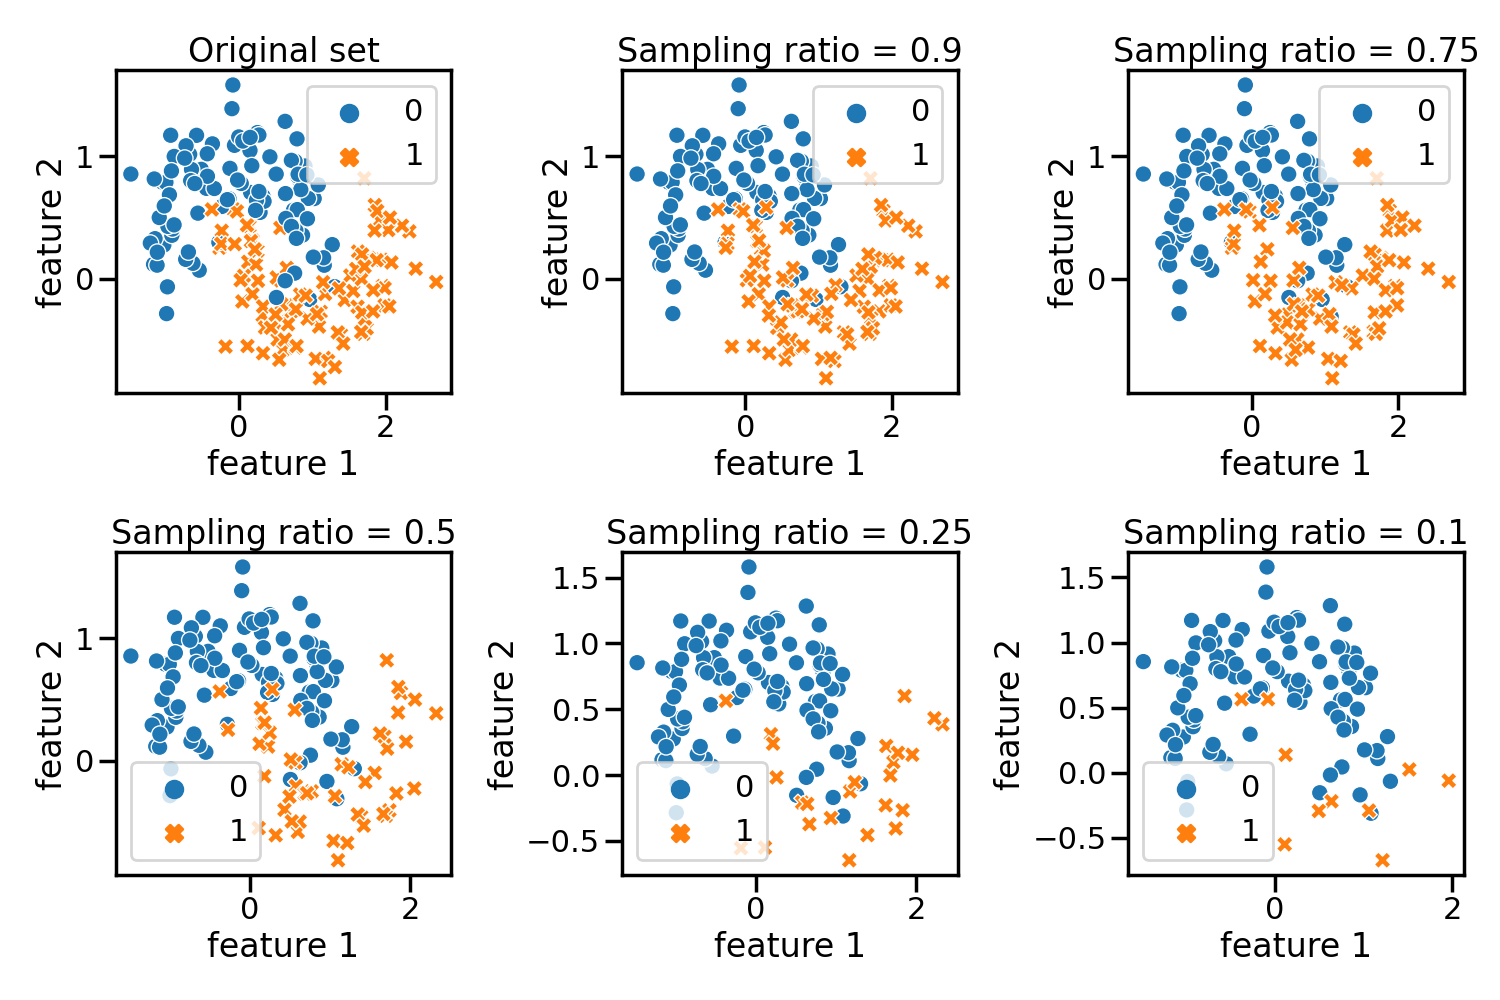 Original set
0
1
1
0
feature 2
0 2
feature 1
Sampling ratio = 0.9
0
1
1
0
feature 2
0 2
feature 1
Sampling ratio = 0.75
0
1
1
0
feature 2
0 2
feature 1
Sampling ratio = 0.5
1
0
feature 2
0
1
0 2
feature 1
Sampling ratio = 0.25
1.5
1.0
0.5
0.0
−0.5
feature 2
0
1
0 2
feature 1
Sampling ratio = 0.1
1.5
1.0
0.5
0.0
−0.5
feature 2
0
1
0 2
feature 1